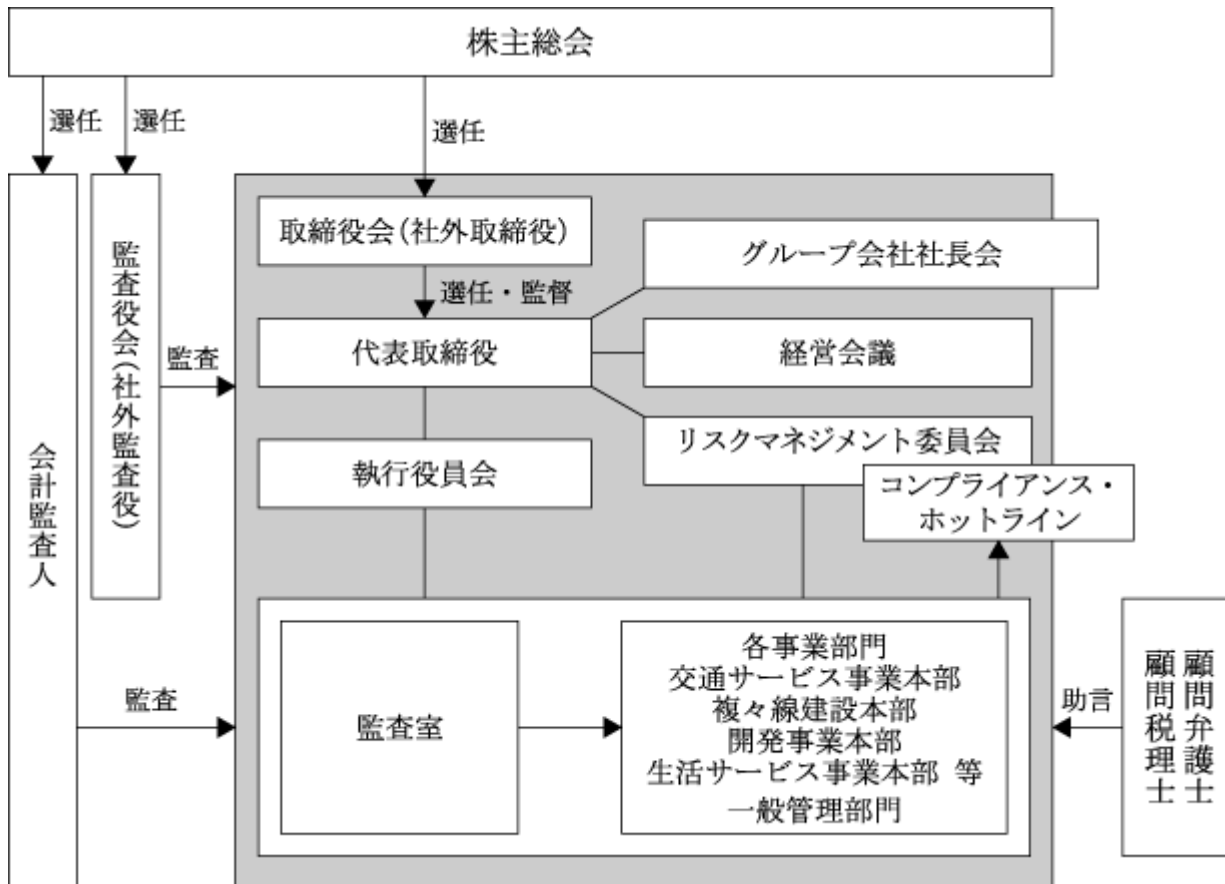 株主総会
選任
選任
選任
取締役会(社外取締役)
グループ会社社長会
選任・監督
代表取締役
経営会議
監査役会(社外監査役)
監査
リスクマネジメント委員会
執行役員会
コンプライアンス・
ホットライン
会計監査人
監査
監査室
各事業部門
交通サービス事業本部
複々線建設本部
開発事業本部
生活サービス事業本部 等
一般管理部門
助言
顧問弁護士
顧問税理士